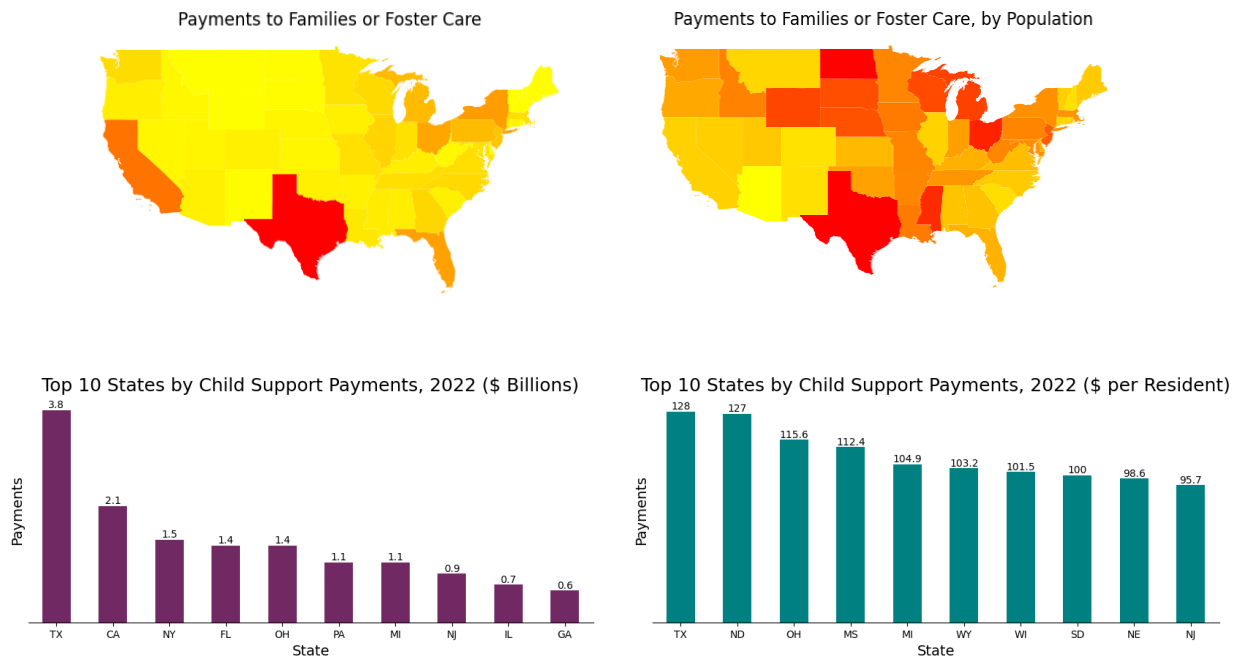 Payments to Families or Foster Care
Payments to Families or Foster Care, by Population
Top 10 States by Child Support Payments, 2022 ($ Billions)
Payments
3.8
2.1
1.5
1.4
1.4
1.1
1.1
0.9
0.7
0.6
TX CA NY FL OH PA MI NJ IL GA
State
Top 10 States by Child Support Payments, 2022 ($ per Resident)
Payments
128
127
115.6
112.4
104.9
103.2
101.5
100
98.6
95.7
TX ND OH MS MI WY WI SD NE NJ
State